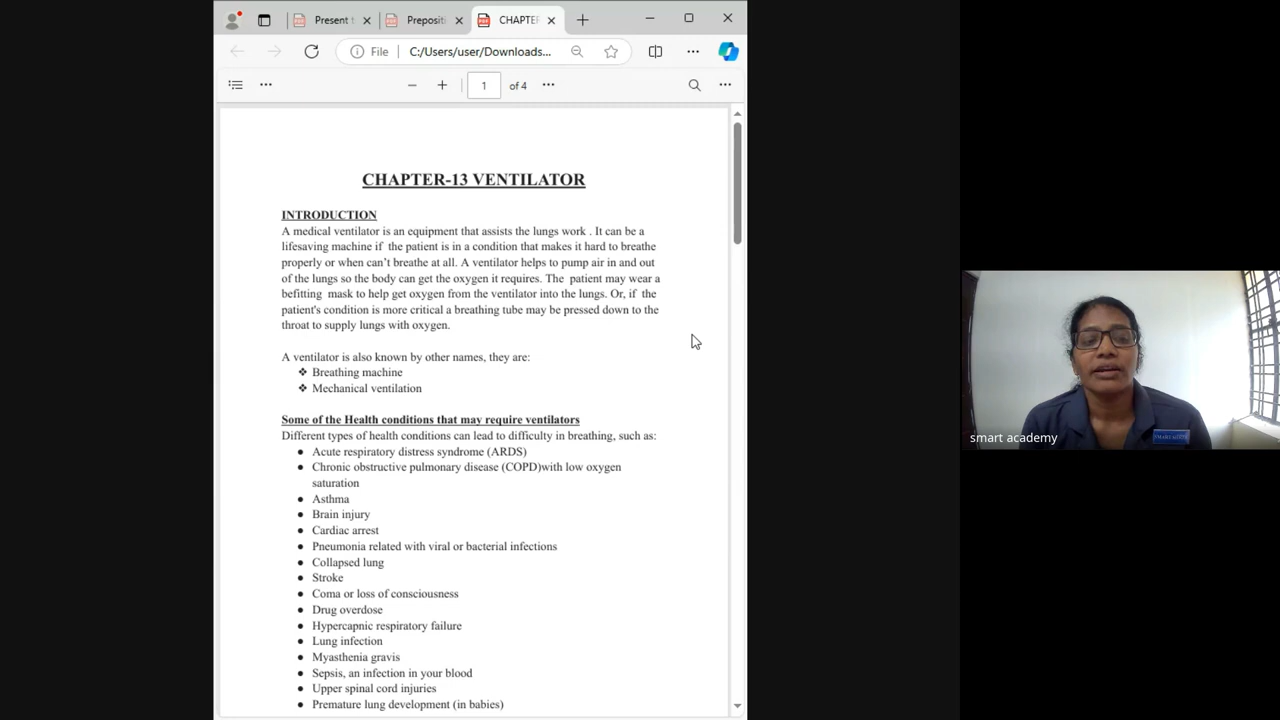 Present
Prepositi
CHAPTER
File
C:/Users/user/Downloads...
1 of 4
CHAPTER-13 VENTILATOR
INTRODUCTION
A medical ventilator is an equipment that assists the lungs work . It can be a
lifesaving machine if the patient is in a condition that makes it hard to breathe
properly or when can't breathe at all. A ventilator helps to pump air in and out
of the lungs so the body can get the oxygen it requires. The patient may wear a
befitting mask to help get oxygen from the ventilator into the lungs. Or, if the
patient's condition is more critical a breathing tube may be pressed down to the
throat to supply lungs with oxygen.
A ventilator is also known by other names, they are:
❖ Breathing machine
❖ Mechanical ventilation
Some of the Health conditions that may require ventilators
Different types of health conditions can lead to difficulty in breathing, such as:
● Acute respiratory distress syndrome (ARDS)
● Chronic obstructive pulmonary disease (COPD)with low oxygen
saturation
● Asthma
● Brain injury
● Cardiac arrest
● Pneumonia related with viral or bacterial infections
● Collapsed lung
● Stroke
● Coma or loss of consciousness
● Drug overdose
● Hypercapnic respiratory failure
● Lung infection
● Myasthenia gravis
● Sepsis, an infection in your blood
● Upper spinal cord injuries
● Premature lung development (in babies)
smart academy